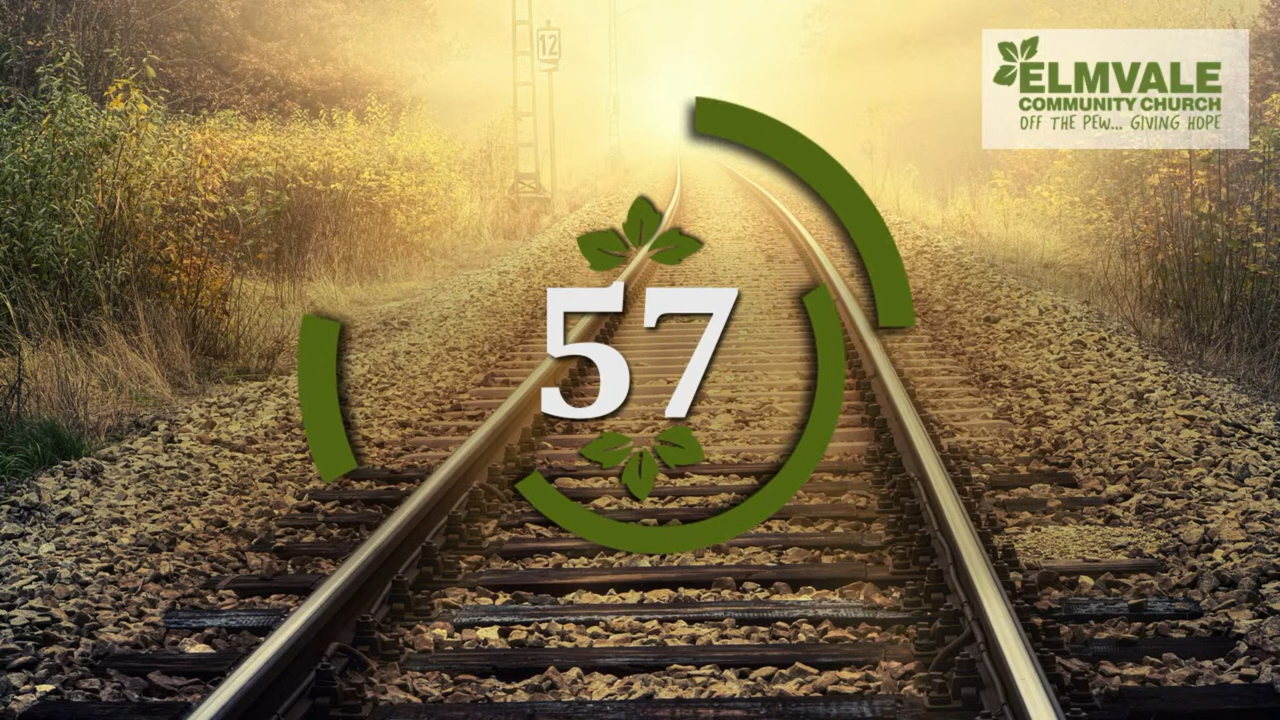 12
ELMVALE
COMMUNITY CHURCH
OFF THE PEW... GIVING HOPE
57